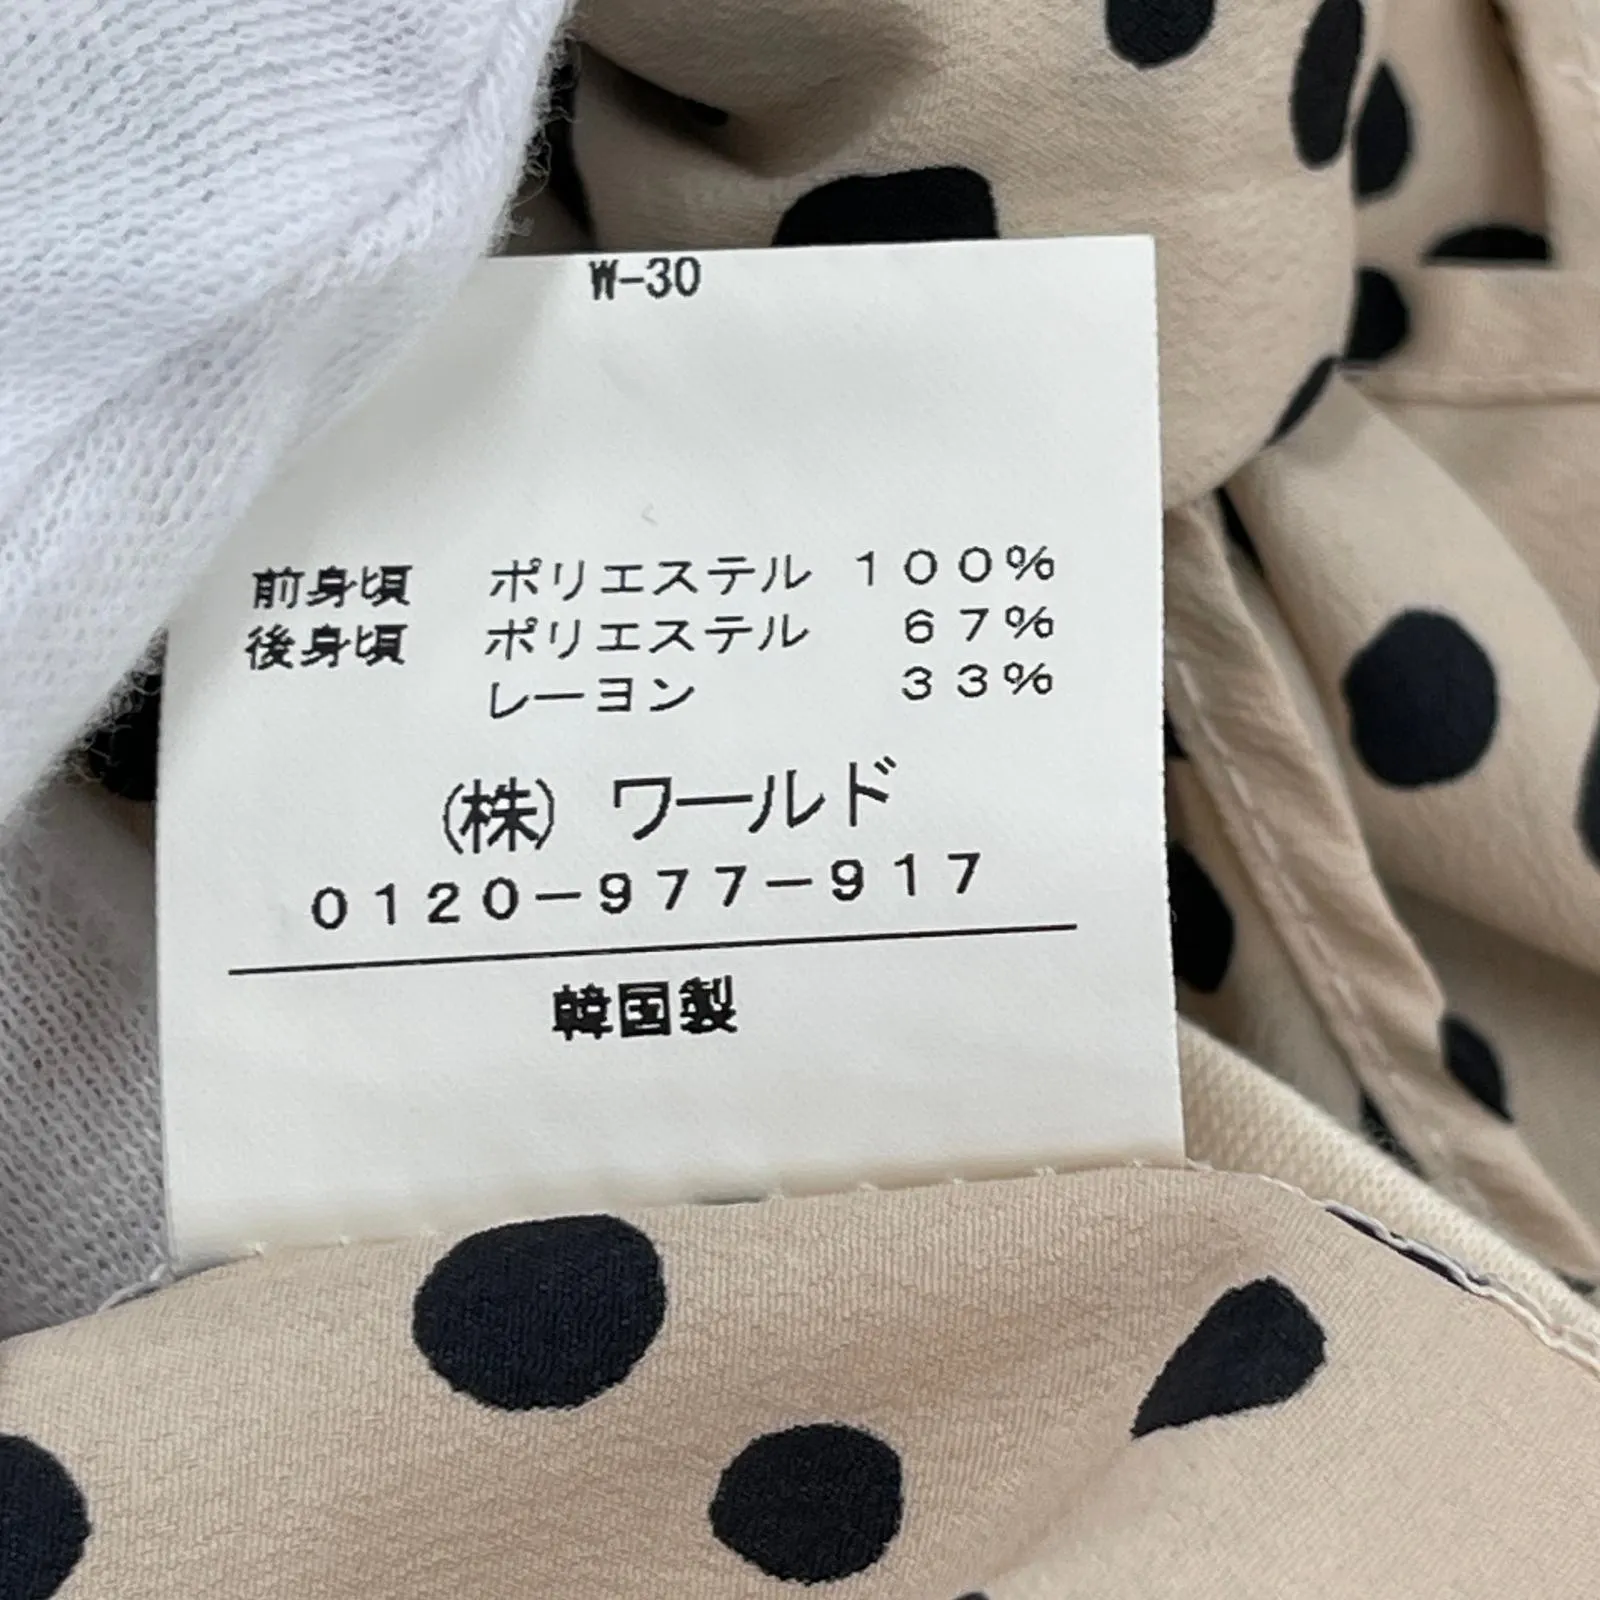 W-30
前身頃 ポリエステル 100%
後身頃 ポリエステル 67%
レーヨン 33%
(株) ワールド
0120-977-917
韓国製